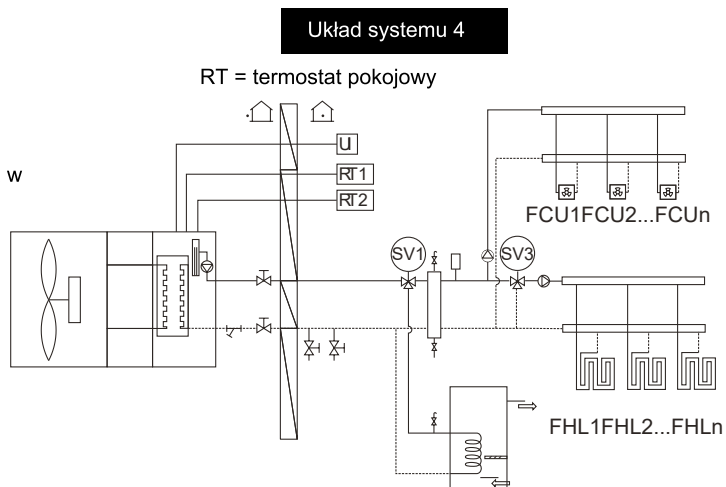 Układ systemu 4
RT = termostat pokojowy
U
RT1
w
RT2
FCU1FCU2...FCUn
SV1
SV3
FHL1FHL2...FHLn